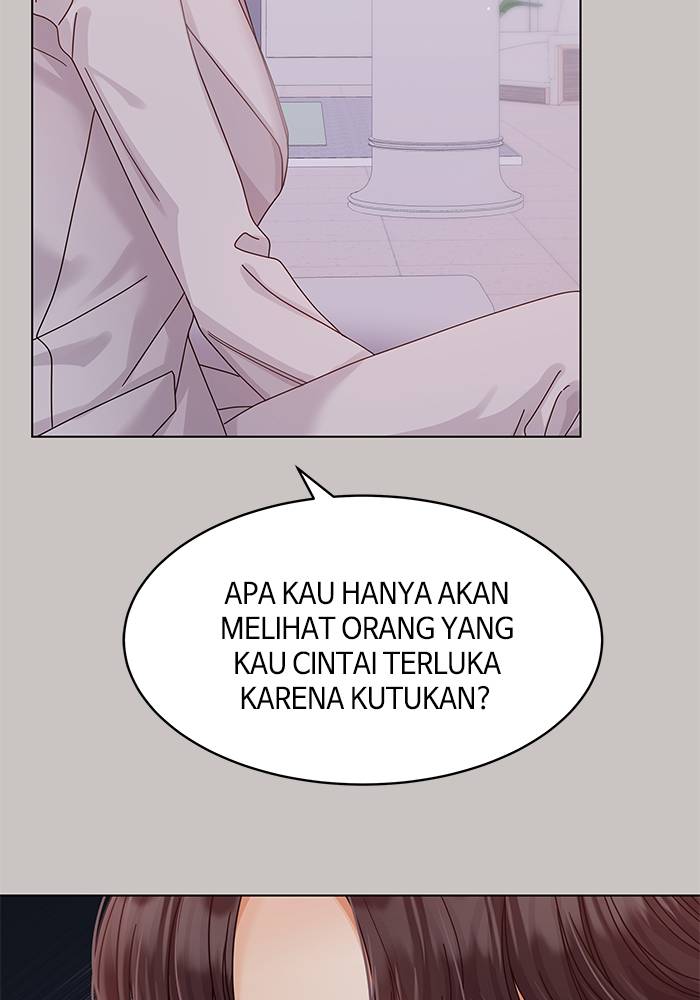 APA KAU HANYA AKAN
MELIHAT ORANG YANG
KAU CINTAI TERLUKA
KARENA KUTUKAN?